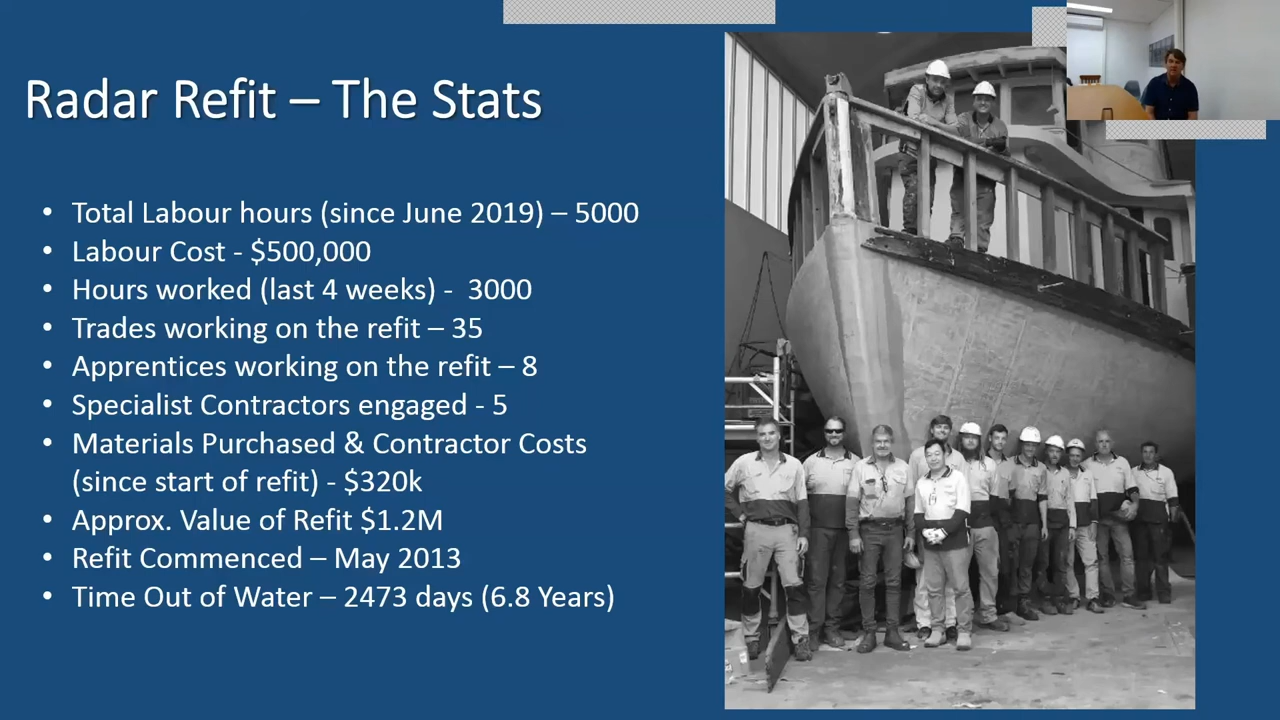 Radar Refit – The Stats
• Total Labour hours (since June 2019) – 5000
• Labour Cost - $500,000
• Hours worked (last 4 weeks) -  3000
• Trades working on the refit – 35
• Apprentices working on the refit – 8
• Specialist Contractors engaged - 5
• Materials Purchased & Contractor Costs
(since start of refit) - $320k
• Approx. Value of Refit $1.2M
• Refit Commenced – May 2013
• Time Out of Water – 2473 days (6.8 Years)